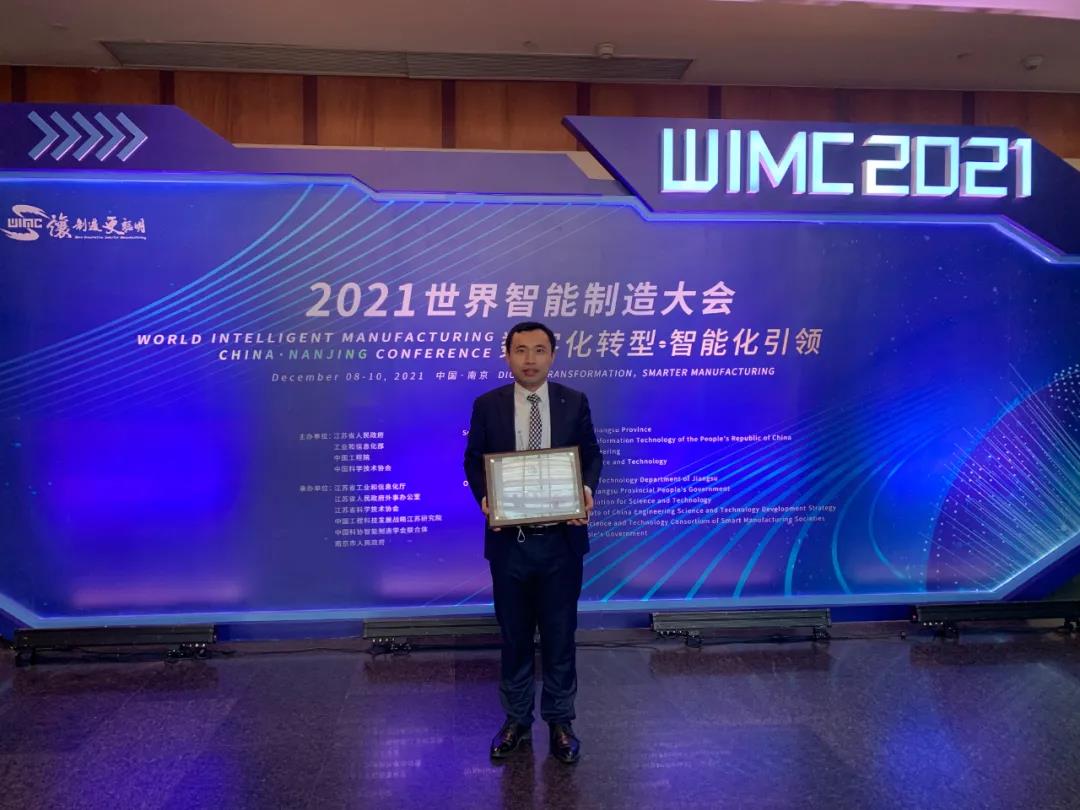 WIMC2021
WIMC 让制造更聪明
2021世界智能制造大会
WORLD INTELLIGENT MANUFACTURING
CHINA·NANJING CONFERENCE
化转型·智能化引领
December 08-10, 2021 中国·南京 TRANSFORMATION, SMARTER MANUFACTURING
主办单位：江苏省人民政府
工业和信息化部
中国工程院
中国科学技术协会
承办单位：江苏省工业和信息化厅
江苏省人民政府外事办公室
江苏省科学技术协会
中国工程科技发展战略江苏研究院
中国科协智能制造学会联合体
南京市人民政府
Jiangsu Province
formation Technology of the People's Republic of China
ering
ce and Technology
Technology Department of Jiangsu
iangsu Provincial People's Government
iation for Science and Technology
te of China Engineering Science and Technology Development Strategy
cience and Technology Consortium of Smart Manufacturing Societies
ple's Government